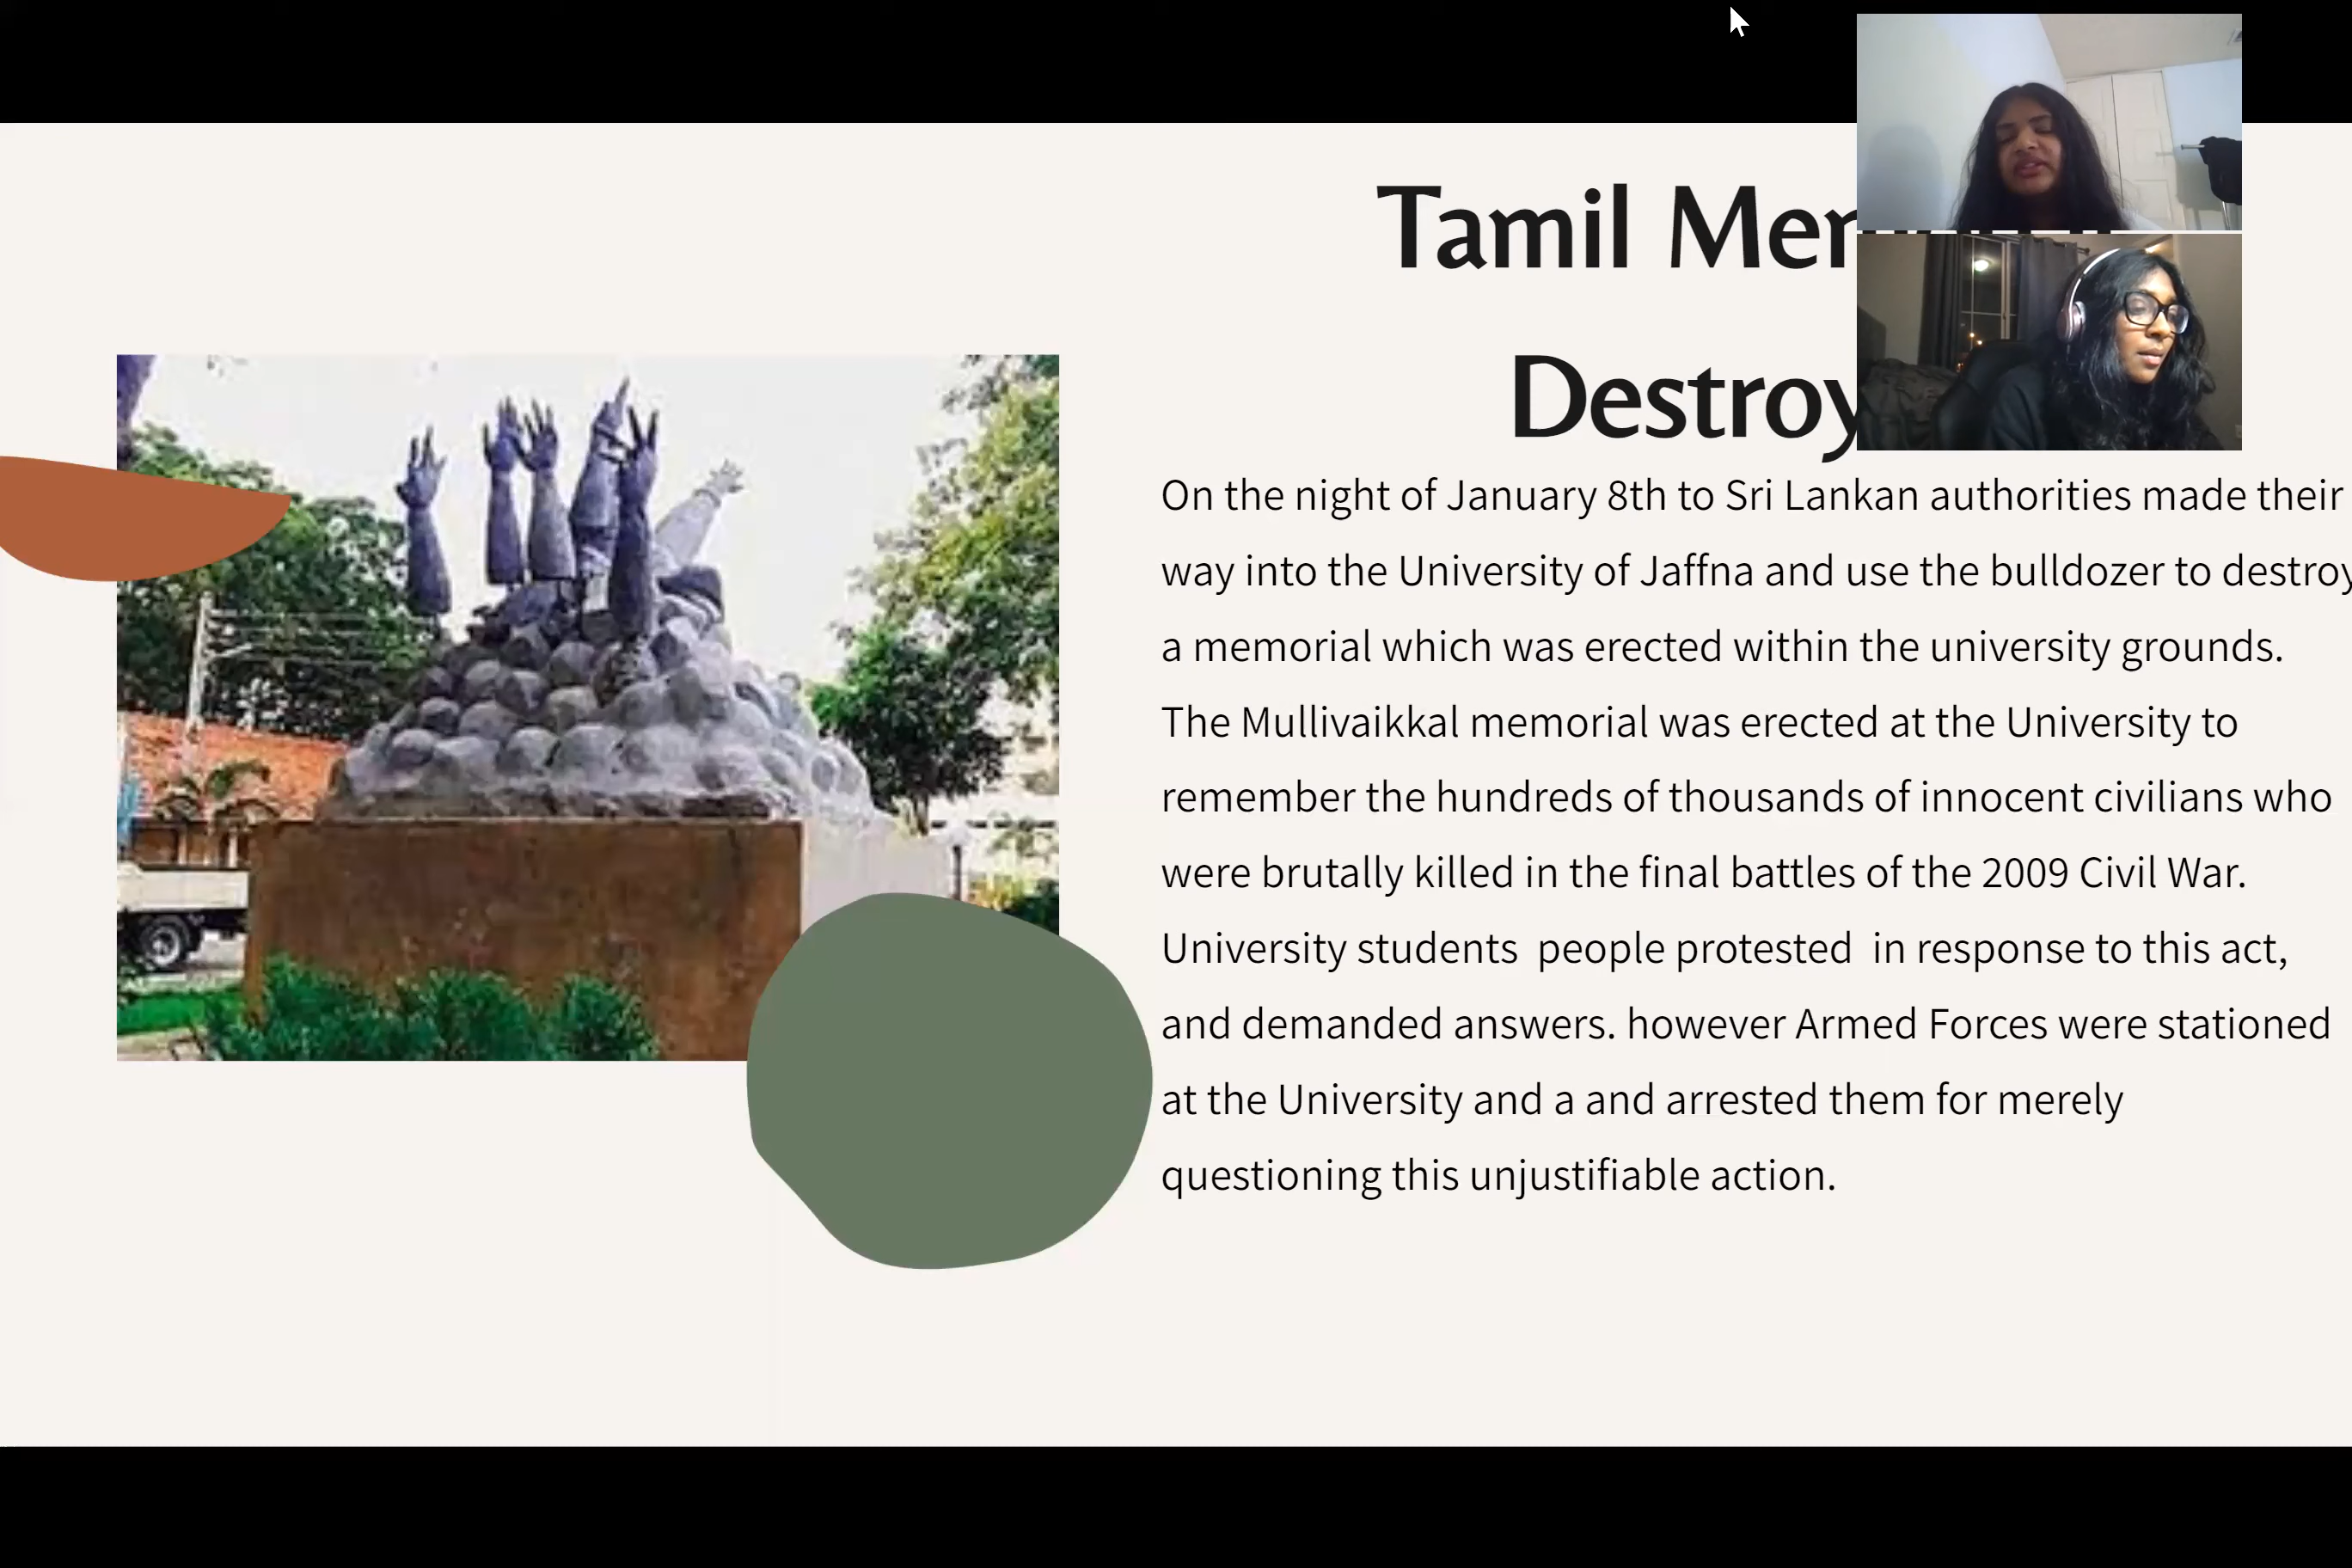 Tamil
Destroy
On the night of January 8th to Sri Lankan authorities made their
way into the University of Jaffna and use the bulldozer to destroy
a memorial which was erected within the university grounds.
The Mullivaikkal memorial was erected at the University to
remember the hundreds of thousands of innocent civilians who
were brutally killed in the final battles of the 2009 Civil War.
University students  people protested  in response to this act,
and demanded answers. however Armed Forces were stationed
at the University and a and arrested them for merely
questioning this unjustifiable action.